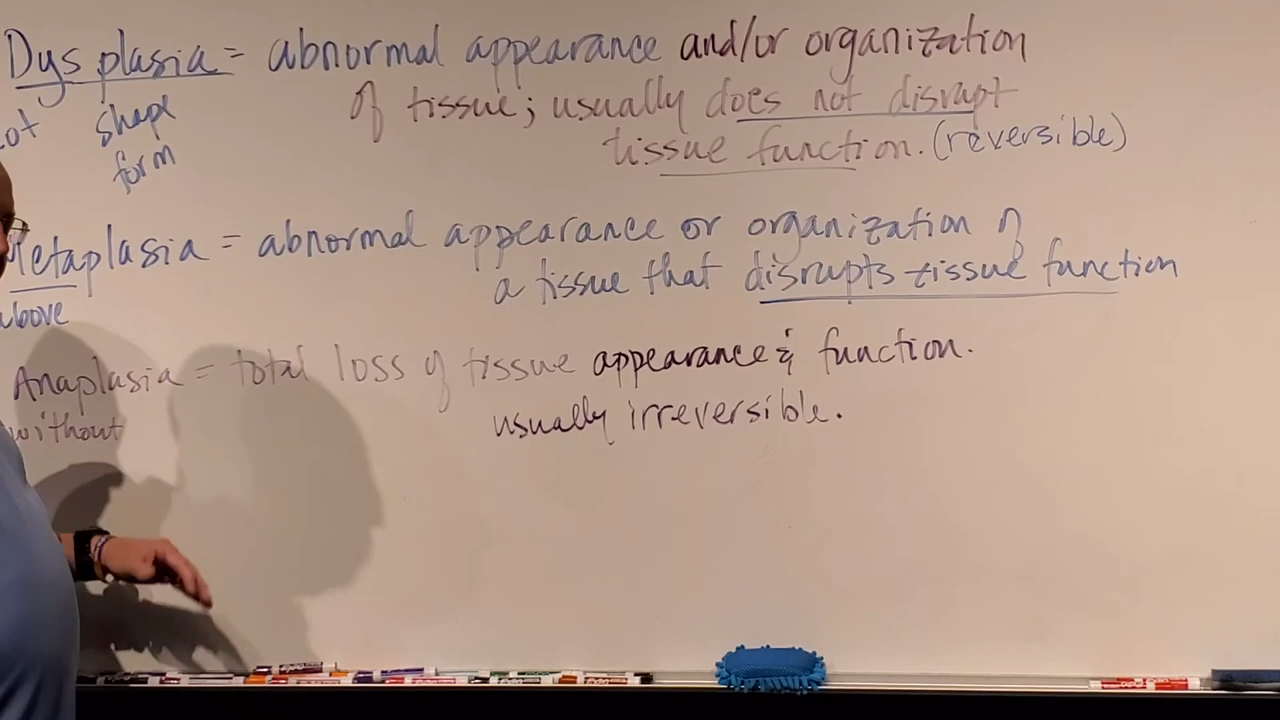 Dysplasia = abnormal appearance and/or organization
of tissue; usually does not disrupt
shape
form
tissue function. (reversible)
Metaplasia = abnormal appearance or organization of
a tissue that disrupts tissue function
above
Anaplasia = total loss of tissue appearance & function.
without
usually irreversible.